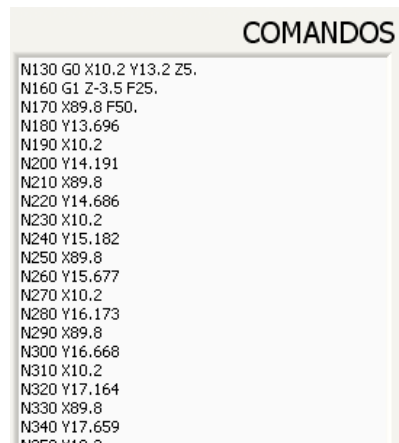 COMANDOS
N130 G0 X10.2 Y13.2 Z5.
N160 G1 Z-3.5 F25.
N170 X89.8 F50.
N180 Y13.696
N190 X10.2
N200 Y14.191
N210 X89.8
N220 Y14.686
N230 X10.2
N240 Y15.182
N250 X89.8
N260 Y15.677
N270 X10.2
N280 Y16.173
N290 X89.8
N300 Y16.668
N310 X10.2
N320 Y17.164
N330 X89.8
N340 Y17.659